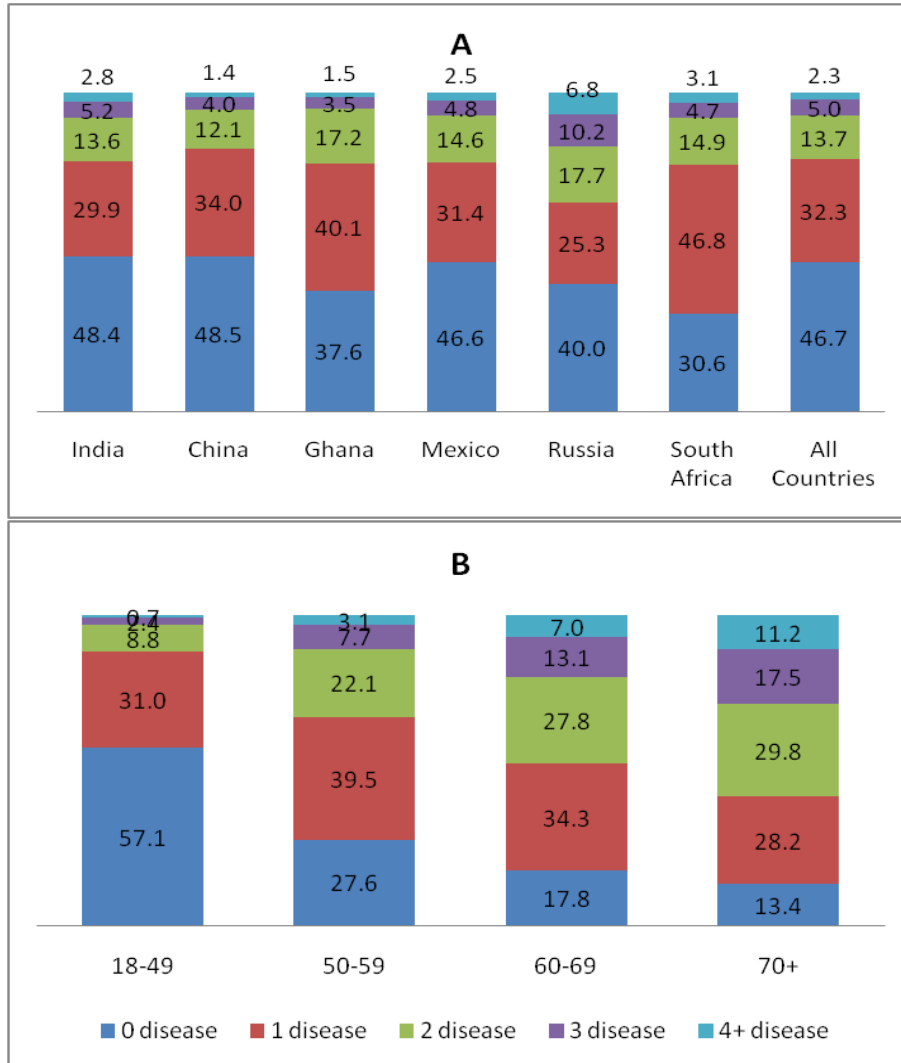 A
2.8 1.4 1.5 2.5 6.8 3.1 2.3
5.2 4.0 3.5 4.8 10.2 4.7 5.0
13.6 12.1 17.2 14.6 17.7 14.9 13.7
29.9 34.0 40.1 31.4 25.3 46.8 32.3
48.4 48.5 37.6 46.6 40.0 30.6 46.7
India China Ghana Mexico Russia South All
Africa Countries
B
0.7 3.1 7.0 11.2
2.4 7.7 13.1 17.5
8.8 22.1 27.8 29.8
31.0 39.5 34.3 28.2
57.1 27.6 17.8 13.4
18-49 50-59 60-69 70+
0 disease 1 disease 2 disease 3 disease 4+ disease